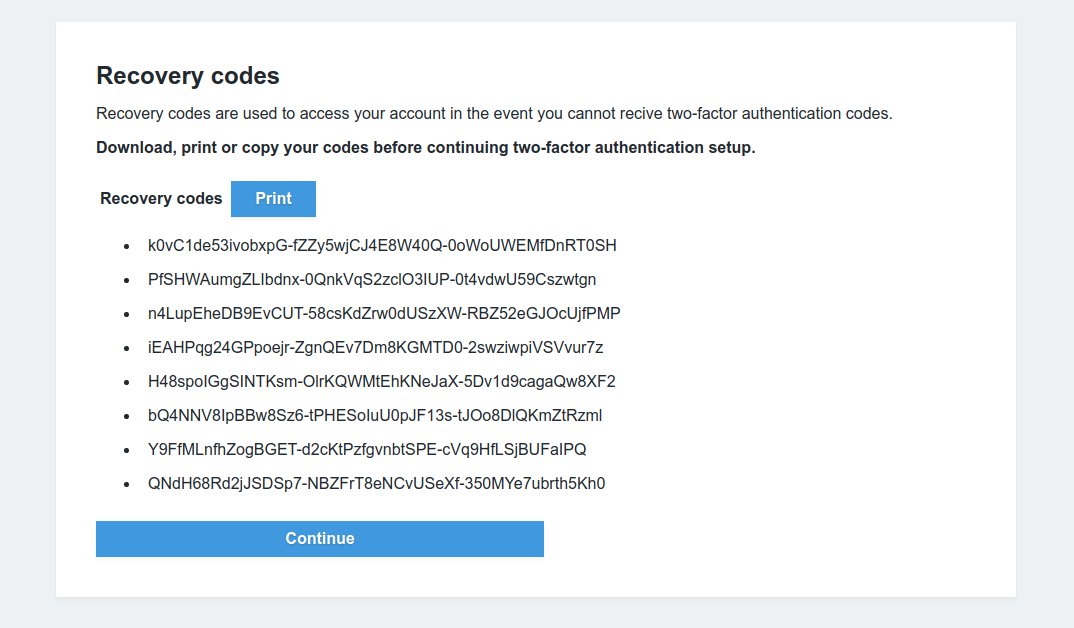 Recovery codes
Recovery codes are used to access your account in the event you cannot recive two-factor authentication codes.
Download, print or copy your codes before continuing two-factor authentication setup.
Recovery codes Print
k0vC1de53ivobxpG-fZZy5wjCJ4E8W40Q-0oWoUWEMfDnRT0SH
PfSHWAumgZLIbdnx-0QnkVqS2zclO3IUP-0t4vdwU59Cszwtgn
n4LupEheDB9EvCUT-58csKdZrw0dUSzXW-RBZ52eGJOcUjfPMP
iEAHPqg24GPpoejr-ZgnQEv7Dm8KGMTD0-2swziwpiVSVvur7z
H48spoIGgSINTKsm-OlrKQWMtEhKNeJaX-5Dv1d9cagaQw8XF2
bQ4NNV8IpBBw8Sz6-tPHESoIuU0pJF13s-tJOo8DlQKmZtRzml
Y9FfMLnfhZogBGET-d2cKtPzfgvnbtSPE-cVq9HfLSjBUFaIPQ
QNdH68Rd2jJSDSp7-NBZFrT8eNCvUSeXf-350MYe7ubrth5Kh0
Continue